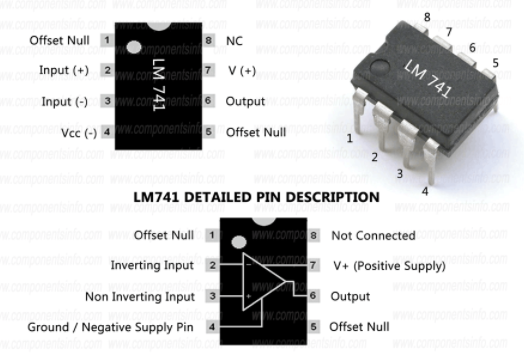 Offset Null 1 8 NC
Input (+) 2 7 V (+)
Input (-) 3 6 Output
Vcc (-) 4 5 Offset Null
LM 741
8
7
6
5
LM 741
1
2
3
4
LM741 DETAILED PIN DESCRIPTION
Offset Null 1 8 Not Connected
Inverting Input 2 7 V+ (Positive Supply)
Non Inverting Input 3 6 Output
Ground / Negative Supply Pin 4 5 Offset Null
-
+
www.componentsinfo.com